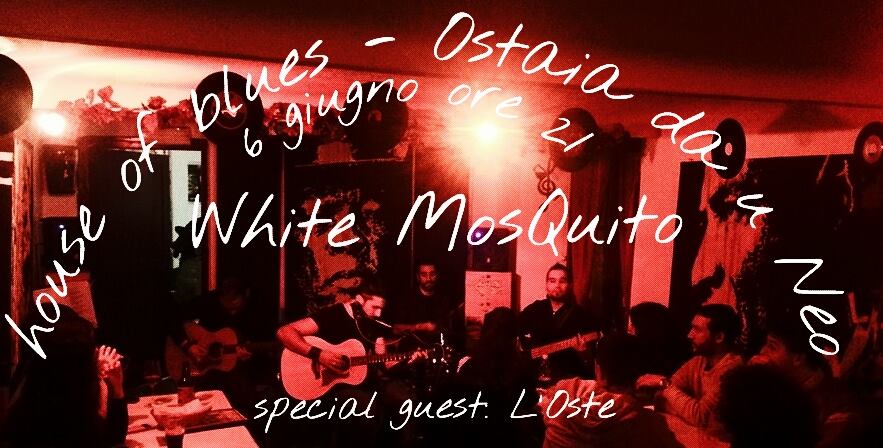 house of blues - Ostaia da u Neo
6 giugno ore 21
White MosQuito
special guest: L'Oste